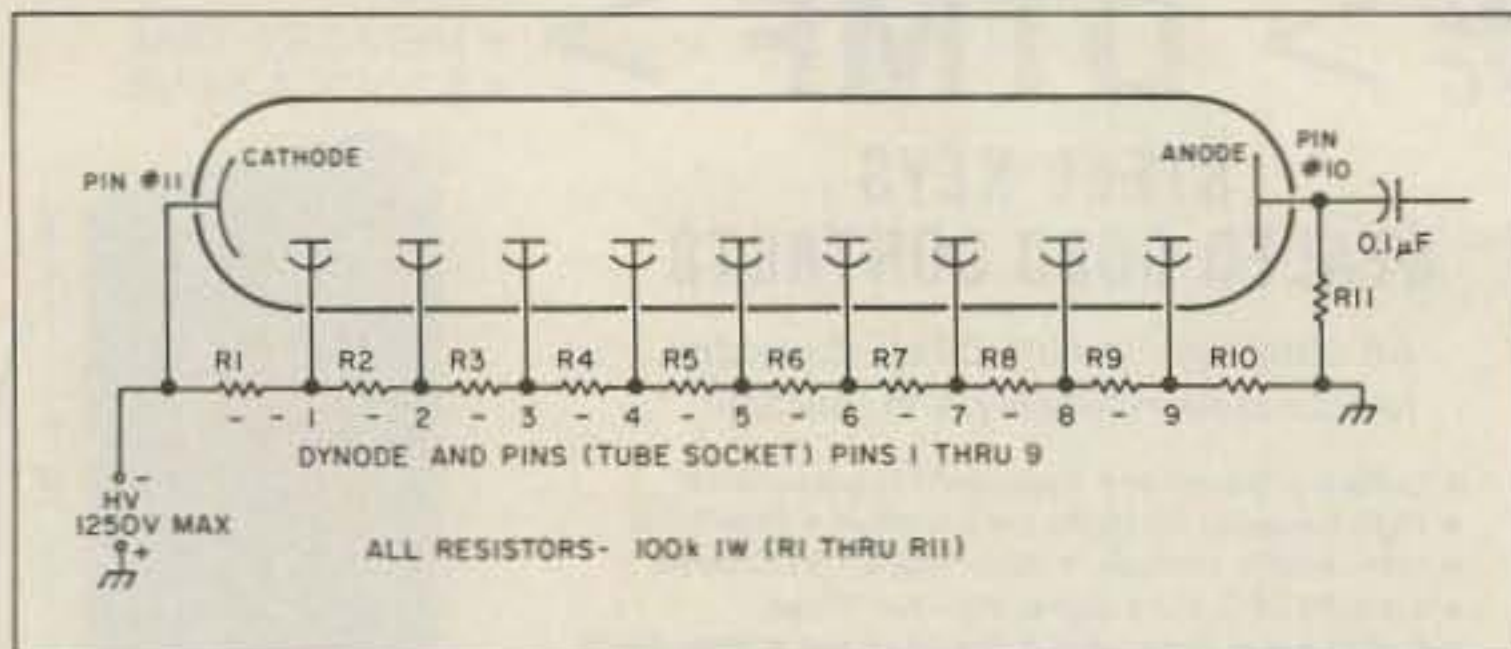 CATHODE
ANODE
PIN
#10
PIN #11
0.1µF
R11
R1 R2 R3 R4 R5 R6 R7 R8 R9 R10
- - 1 - 2 - 3 - 4 - 5 - 6 - 7 - 8 - 9
DYNODE AND PINS (TUBE SOCKET) PINS 1 THRU 9
-
HV
1250V MAX
+
ALL RESISTORS- 100k 1W (R1 THRU R11)